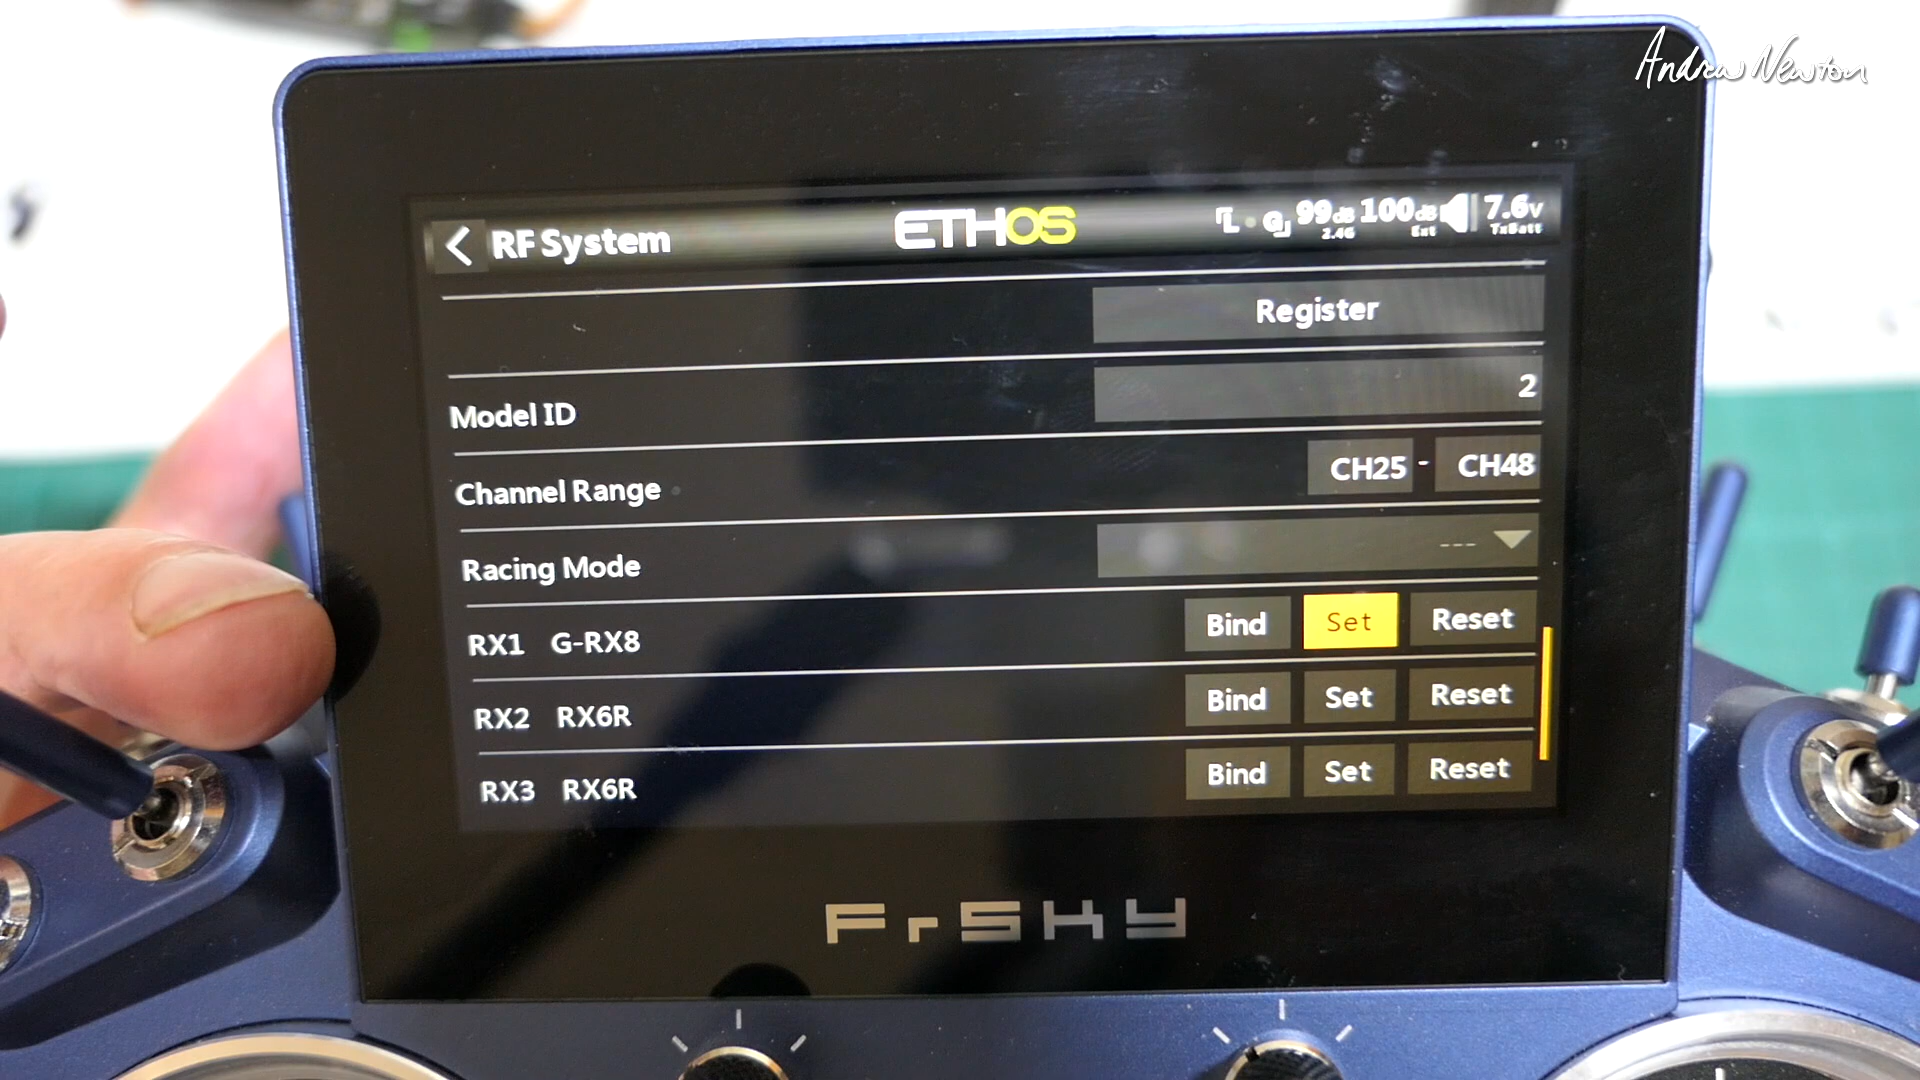 Andrew Newton
RF System ETHOS L G 99dB 2.4G 100dB Ext 7.6V TxBatt
Register
Model ID 2
Channel Range CH25 - CH48
Racing Mode ---
RX1 G-RX8 Bind Set Reset
RX2 RX6R Bind Set Reset
RX3 RX6R Bind Set Reset
FrSKY